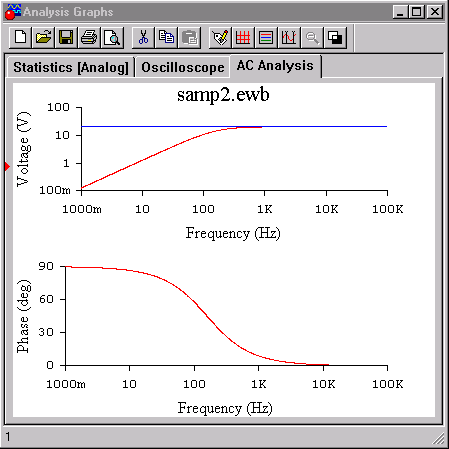 Analysis Graphs
Statistics [Analog] Oscilloscope AC Analysis
samp2.ewb
Voltage (V)
100
10
1
100m
1000m 10 100 1K 10K 100K
Frequency (Hz)
Phase (deg)
90
60
30
0
1000m 10 100 1K 10K 100K
Frequency (Hz)
1